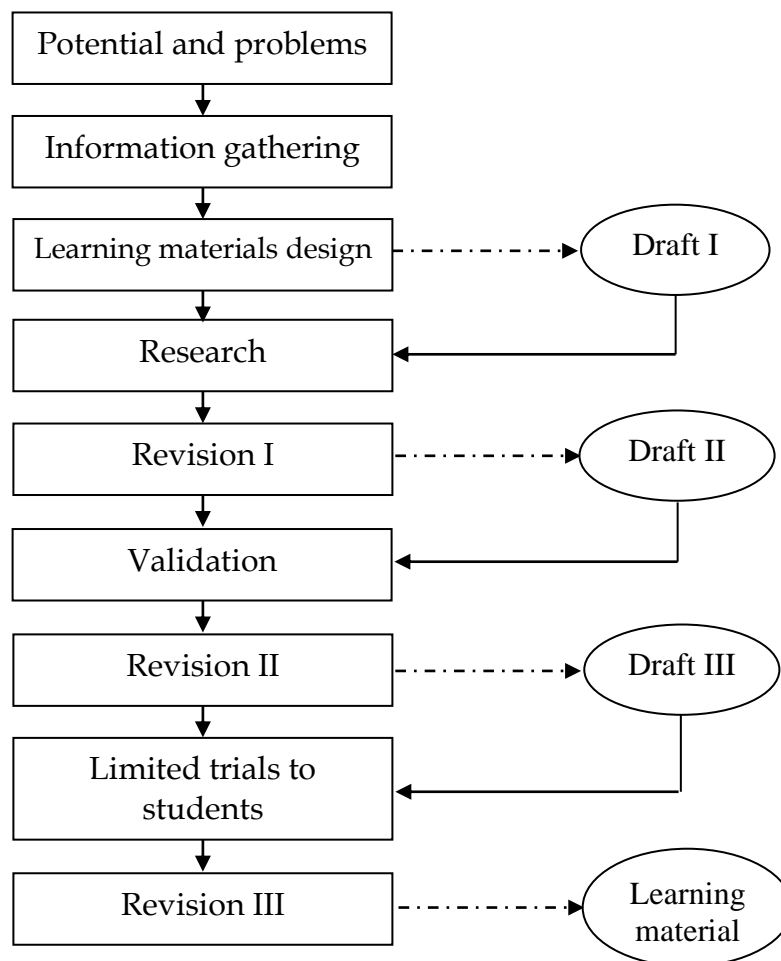 Potential and problems
Information gathering
Learning materials design
Draft I
Research
Revision I
Draft II
Validation
Revision II
Draft III
Limited trials to
students
Revision III
Learning
material